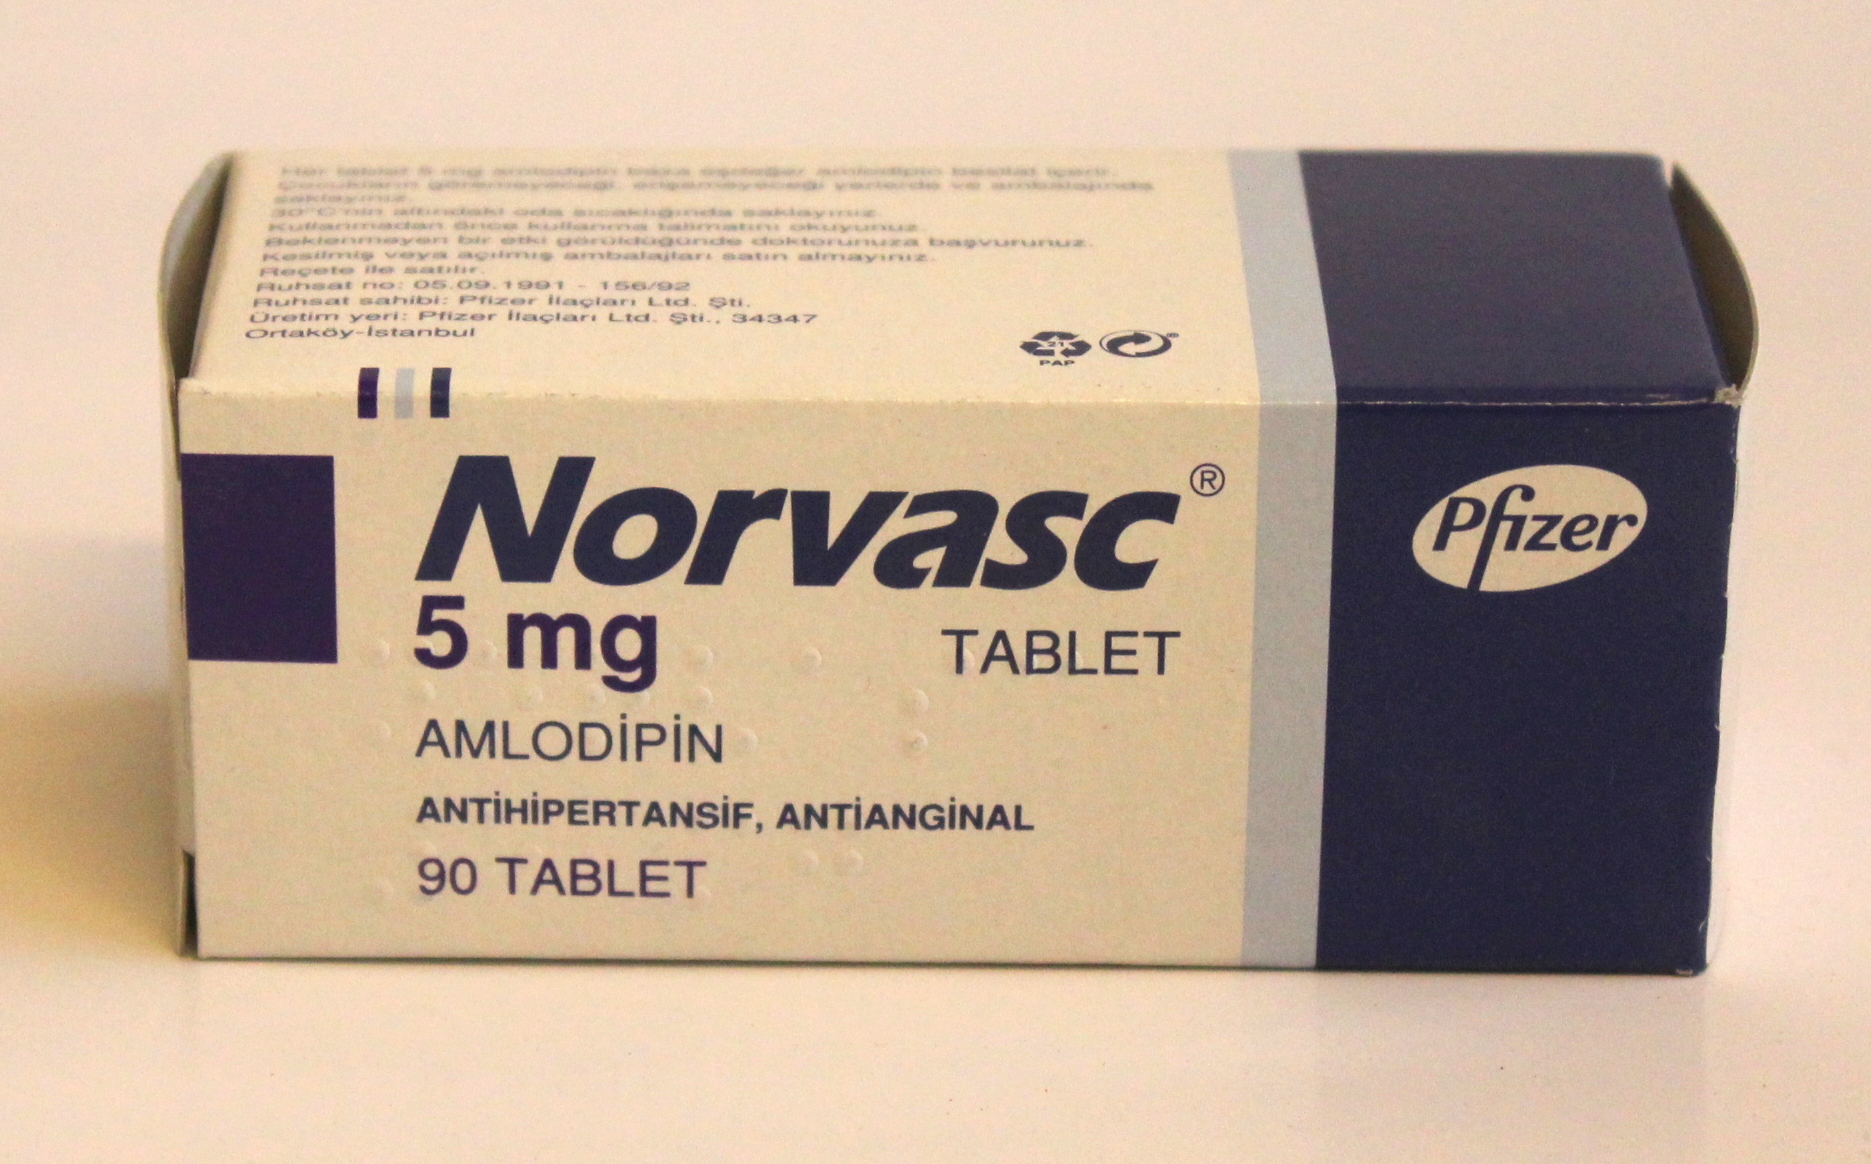 Her tablet 5 mg amlodipin baza eşdeğer amlodipin besilat içerir.
Çocukların göremeyeceği, erişemeyeceği yerlerde ve ambalajında
saklayınız.
30°C'nin altındaki oda sıcaklığında saklayınız.
Kullanmadan önce kullanma talimatını okuyunuz.
Beklenmeyen bir etki görüldüğünde doktorunuza başvurunuz.
Kesilmiş veya açılmış ambalajları satın almayınız.
Reçete ile satılır.
Ruhsat no: 05.09.1991 - 156/92
Ruhsat sahibi: Pfizer İlaçları Ltd. Şti.
Üretim yeri: Pfizer İlaçları Ltd. Şti., 34347
Ortaköy-İstanbul
21
PAP
Norvasc®
5 mg TABLET
AMLODİPİN
ANTİHİPERTANSİF, ANTİANGİNAL
90 TABLET
Pfizer